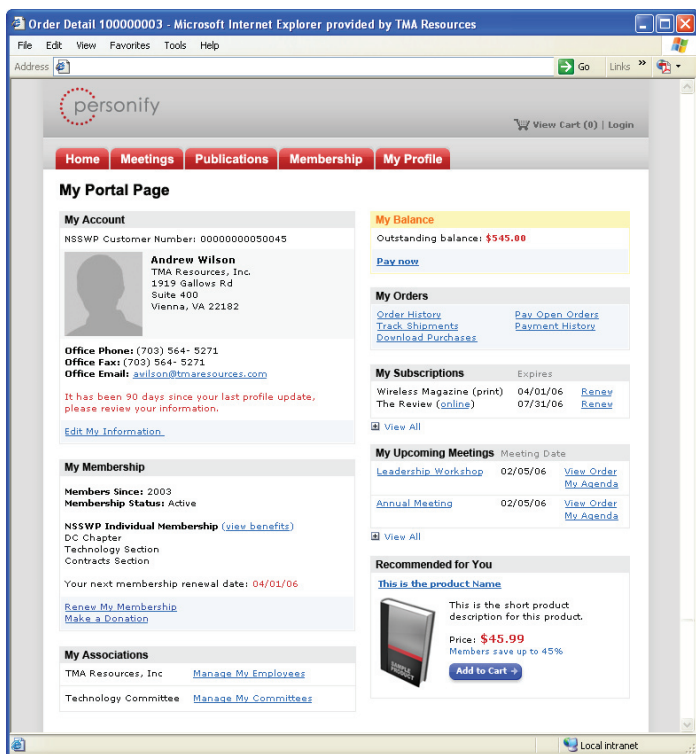 Order Detail 100000003 - Microsoft Internet Explorer provided by TMA Resources
File Edit View Favorites Tools Help
Address Go Links »
personify
View Cart (0) | Login
Home Meetings Publications Membership My Profile
My Portal Page
My Account
NSSWP Customer Number: 00000000050045
Andrew Wilson
TMA Resources, Inc.
1919 Gallows Rd
Suite 400
Vienna, VA 22182
Office Phone: (703) 564- 5271
Office Fax: (703) 564- 5271
Office Email: awilson@tmaresources.com
It has been 90 days since your last profile update,
please review your information.
Edit My Information
My Membership
Members Since: 2003
Membership Status: Active
NSSWP Individual Membership (view benefits)
DC Chapter
Technology Section
Contracts Section
Your next membership renewal date: 04/01/06
Renew My Membership
Make a Donation
My Associations
TMA Resources, Inc Manage My Employees
Technology Committee Manage My Committees
My Balance
Outstanding balance: $545.00
Pay now
My Orders
Order History Pay Open Orders
Track Shipments Payment History
Download Purchases
My Subscriptions Expires
Wireless Magazine (print) 04/01/06 Renew
The Review (online) 07/31/06 Renew
View All
My Upcoming Meetings Meeting Date
Leadership Workshop 02/05/06 View Order
My Agenda
Annual Meeting 02/05/06 View Order
My Agenda
View All
Recommended for You
This is the product Name
This is the short product
description for this product.
Price: $45.99
Members save up to 45%
Add to Cart
SAMPLE
PRODUCT
Local intranet